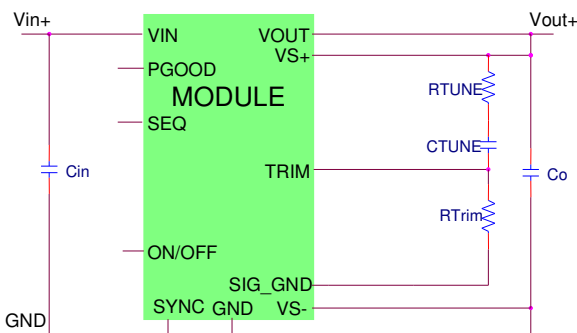 Vin+
Vout+
VIN
VOUT
VS+
PGOOD
RTUNE
MODULE
SEQ
CTUNE
Cin
TRIM
Co
RTrim
ON/OFF
SIG_GND
GND
SYNC
GND
VS-